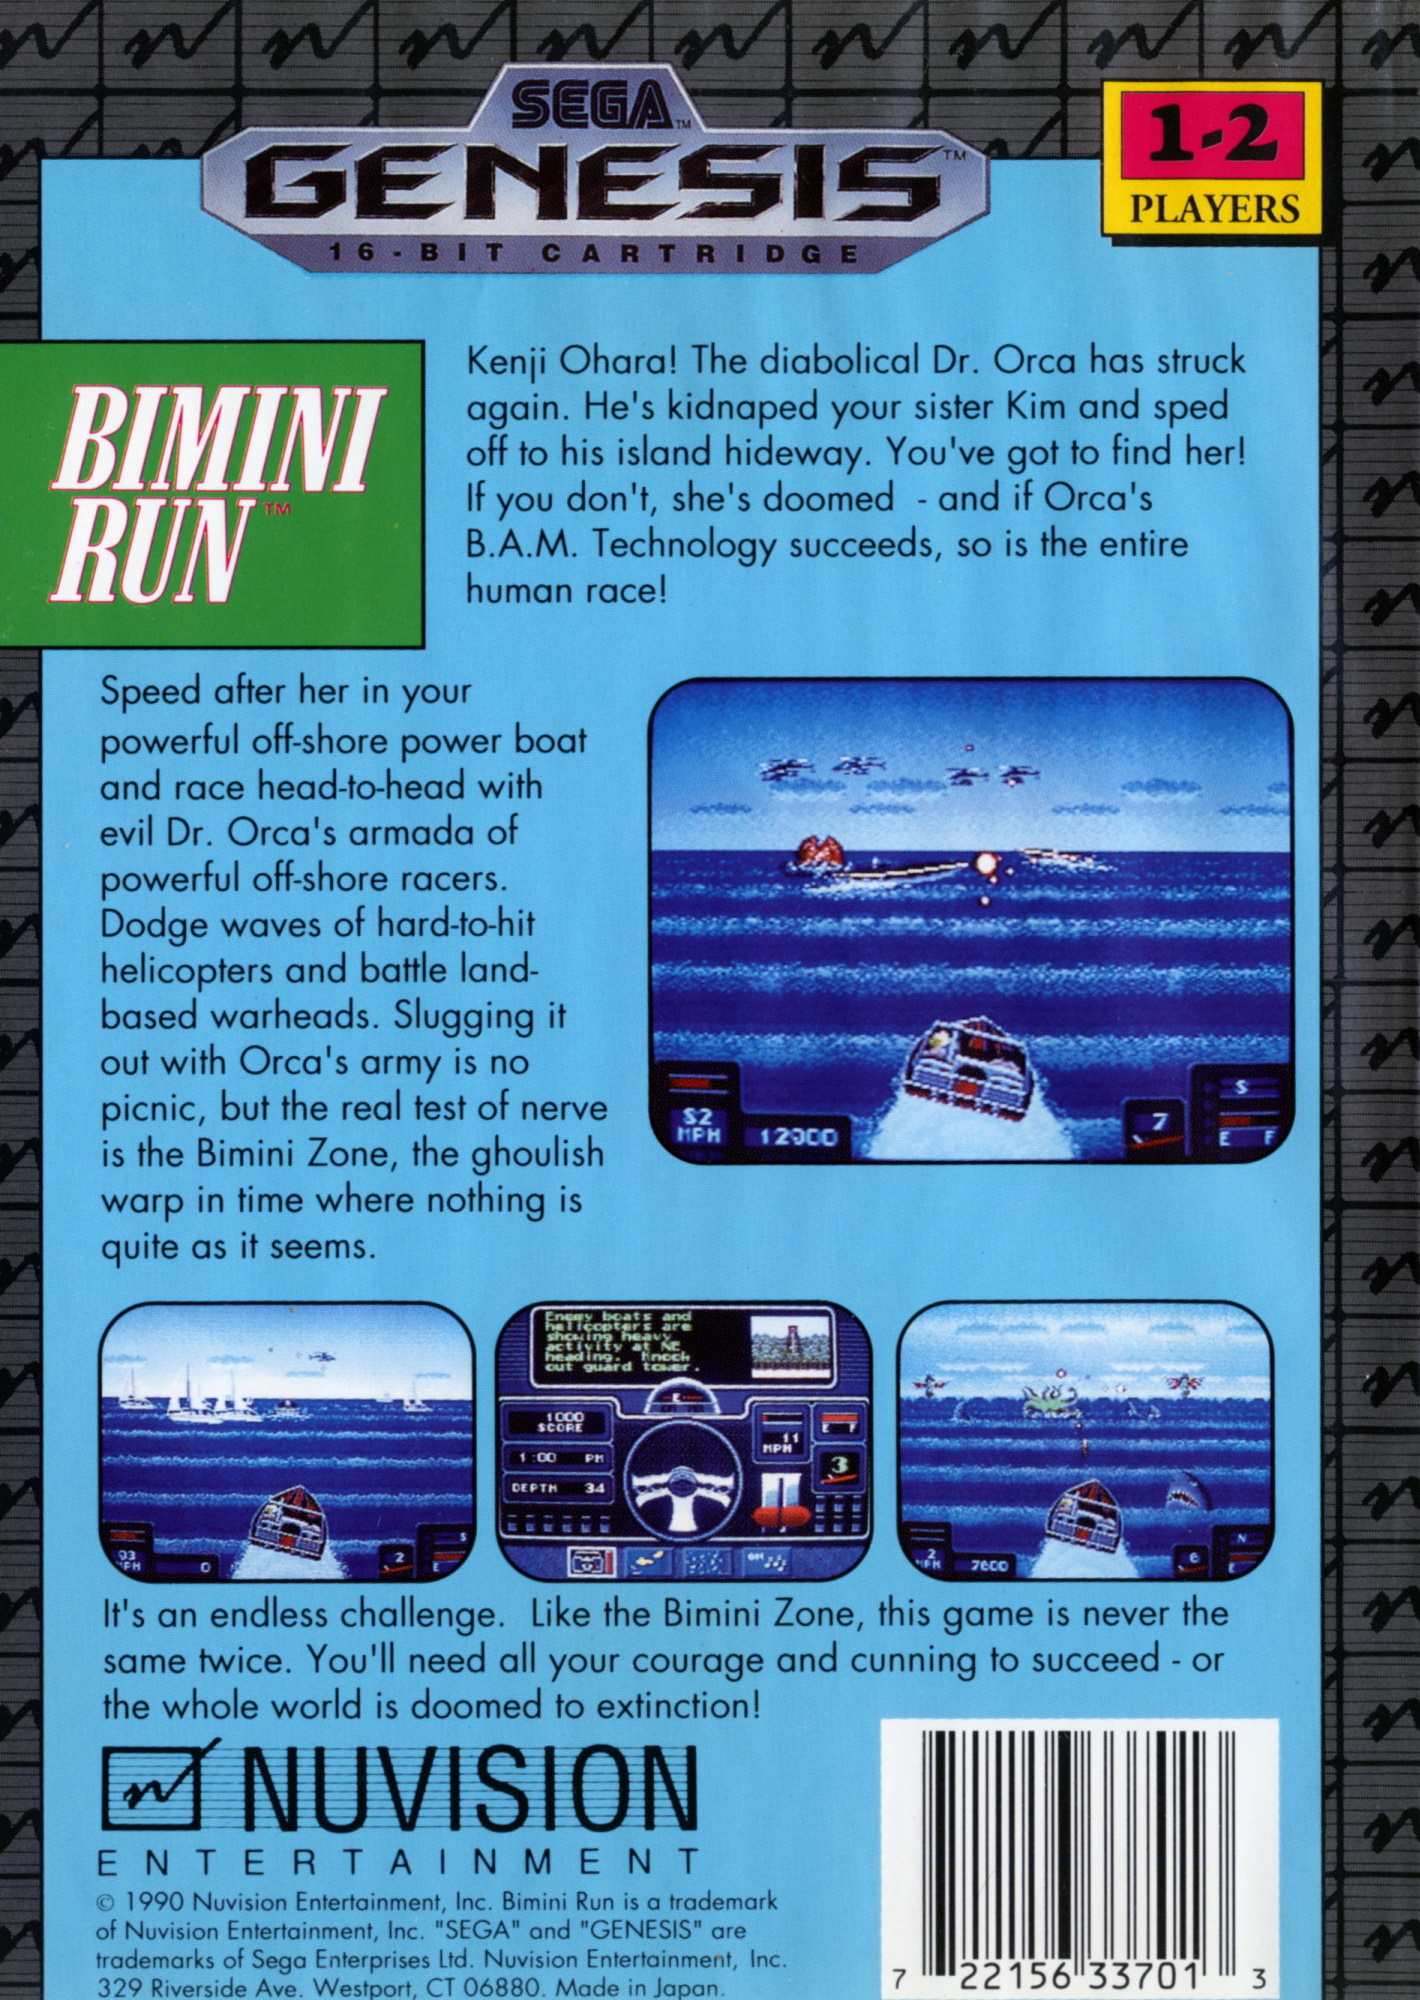 SEGA™
GENESIS™
16-BIT CARTRIDGE
1-2
PLAYERS
BIMINI
RUN™
Kenji Ohara! The diabolical Dr. Orca has struck
again. He's kidnaped your sister Kim and sped
off to his island hideway. You've got to find her!
If you don't, she's doomed - and if Orca's
B.A.M. Technology succeeds, so is the entire
human race!
Speed after her in your
powerful off-shore power boat
and race head-to-head with
evil Dr. Orca's armada of
powerful off-shore racers.
Dodge waves of hard-to-hit
helicopters and battle land-
based warheads. Slugging it
out with Orca's army is no
picnic, but the real test of nerve
is the Bimini Zone, the ghoulish
warp in time where nothing is
quite as it seems.
S
52
MPH
12000
7
E F
Enemy boats and
helicopters are
showing heavy
activity at NE
heading. Knock
out guard tower.
E
1000
SCORE
1:00 PM
DEPTH 34
11
MPH
E F
3
OFF
93
MPH
0
2
S
E
2
MPH
7800
6
N
E
It's an endless challenge. Like the Bimini Zone, this game is never the
same twice. You'll need all your courage and cunning to succeed - or
the whole world is doomed to extinction!
n NUVISION
ENTERTAINMENT
© 1990 Nuvision Entertainment, Inc. Bimini Run is a trademark
of Nuvision Entertainment, Inc. "SEGA" and "GENESIS" are
trademarks of Sega Enterprises Ltd. Nuvision Entertainment, Inc.
329 Riverside Ave. Westport, CT 06880. Made in Japan.
7 22156 33701 3